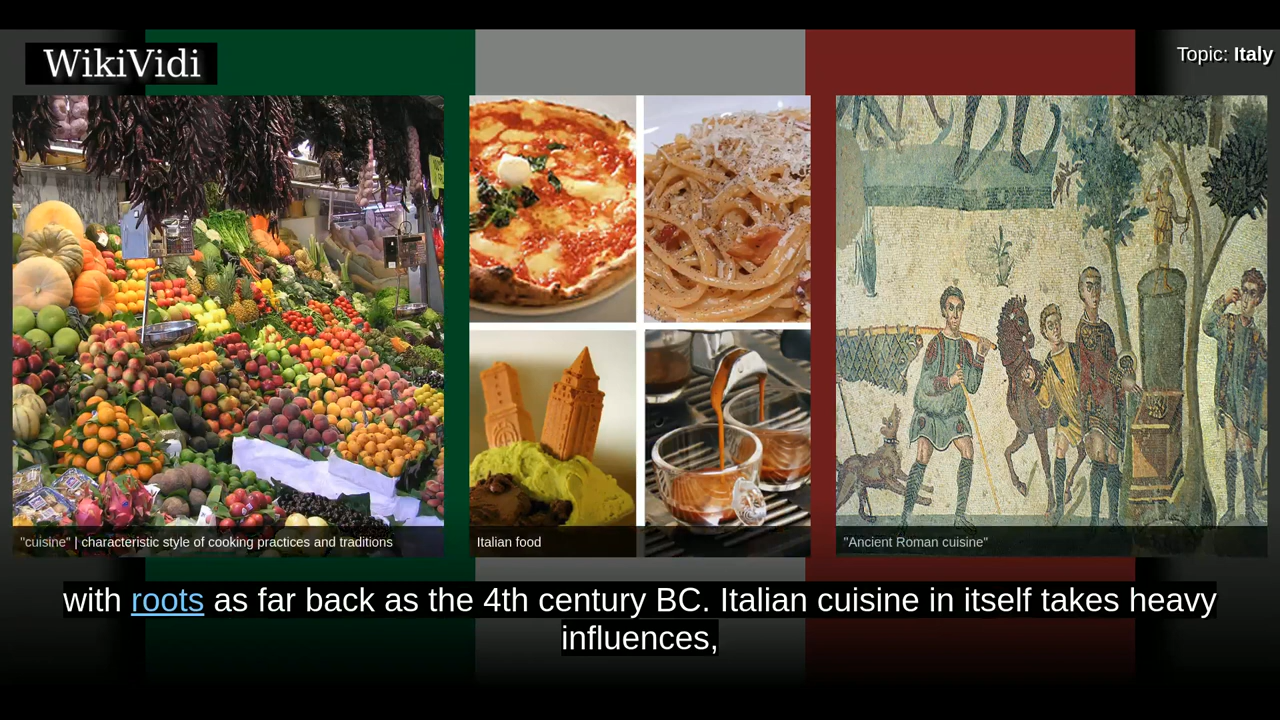 WikiVidi
Topic: Italy
"cuisine" | characteristic style of cooking practices and traditions
Italian food
"Ancient Roman cuisine"
with roots as far back as the 4th century BC. Italian cuisine in itself takes heavy
influences,